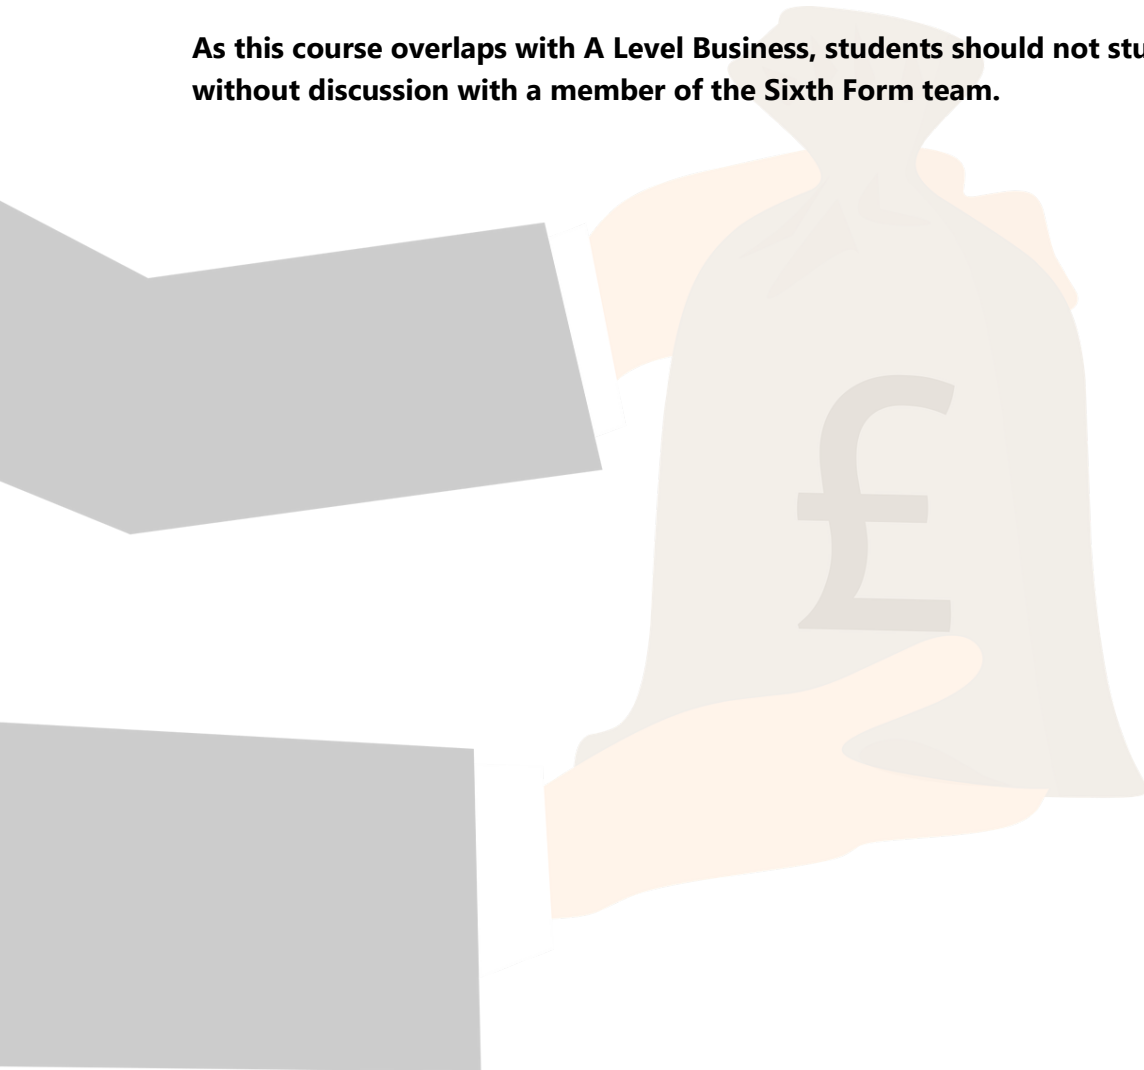 As this course overlaps with A Level Business, students should not
without discussion with a member of the Sixth Form team.
£